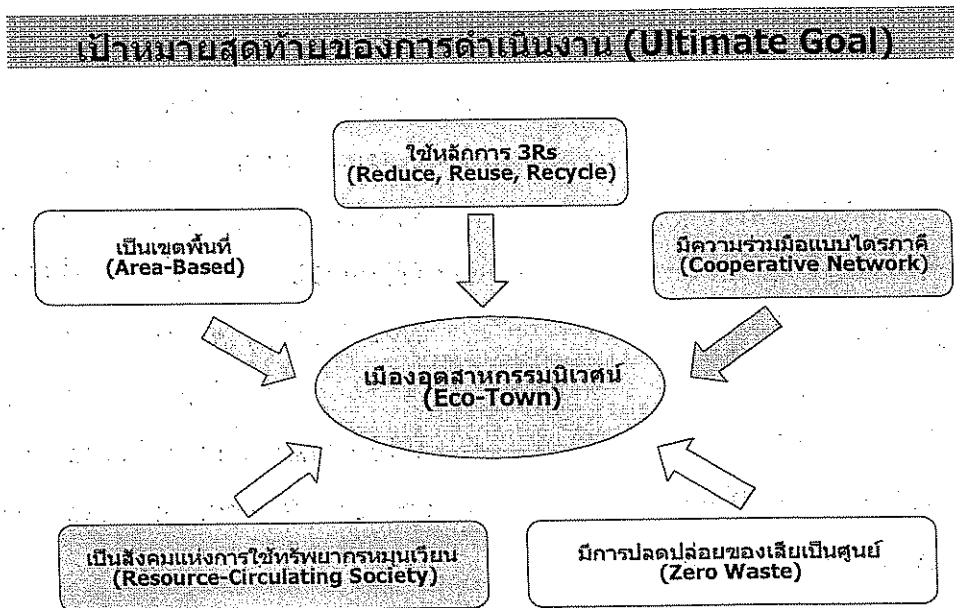 เป้าหมายสุดท้ายของการดำเนินงาน (Ultimate Goal)
ใช้หลักการ 3Rs
(Reduce, Reuse, Recycle)
เป็นเขตพื้นที่
(Area-Based)
มีความร่วมมือแบบไตรภาคี
(Cooperative Network)
เมืองอุตสาหกรรมนิเวศน์
(Eco-Town)
เป็นสังคมแห่งการใช้ทรัพยากรหมุนเวียน
(Resource-Circulating Society)
มีการปลดปล่อยของเสียเป็นศูนย์
(Zero Waste)